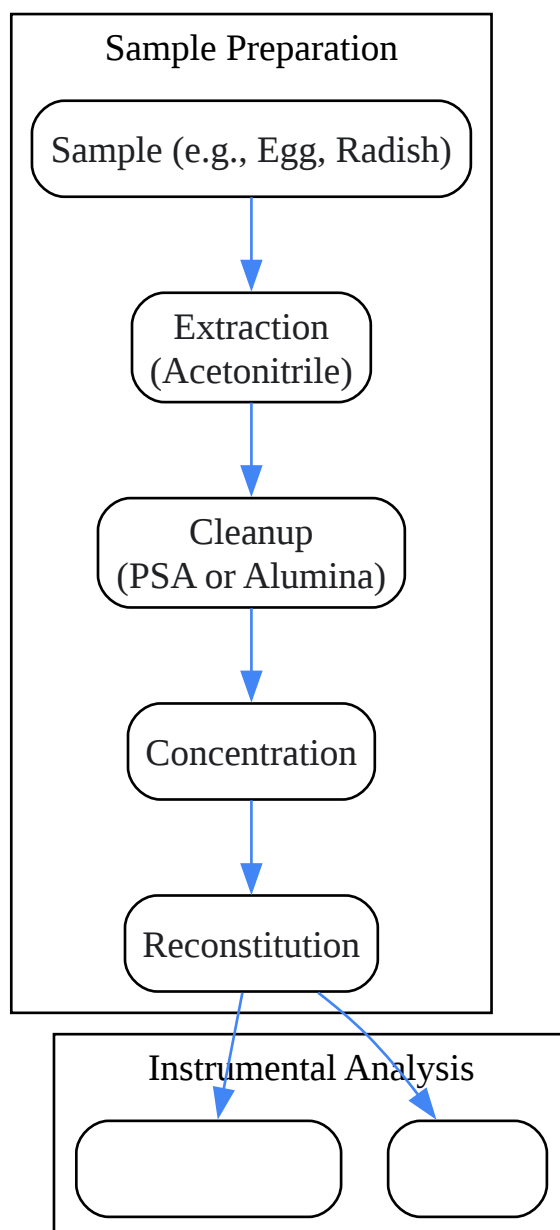 Sample Preparation
Sample (e.g., Egg, Radish)
Extraction
(Acetonitrile)
Cleanup
(PSA or Alumina)
Concentration
Reconstitution
Instrumental Analysis